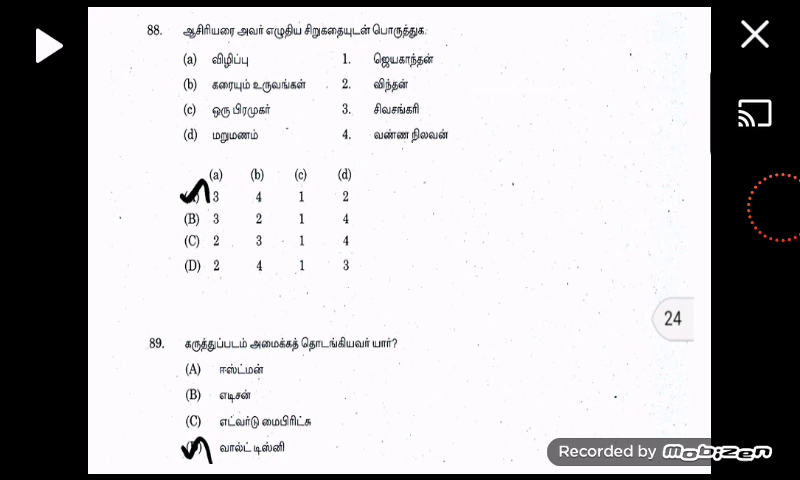 88. ஆசிரியரை அவர் எழுதிய சிறுகதையுடன் பொருத்துக.
(a) விழிப்பு 1. ஜெயகாந்தன்
(b) கரையும் உருவங்கள் 2. விந்தன்
(c) ஒரு பிரமுகர் 3. சிவசங்கரி
(d) மறுமணம் 4. வண்ண நிலவன்
(a) (b) (c) (d)
3 4 1 2
(B) 3 2 1 4
(C) 2 3 1 4
(D) 2 4 1 3
24
89. கருத்துப்படம் அமைக்கத் தொடங்கியவர் யார்?
(A) ஈஸ்ட்மன்
(B) எடிசன்
(C) எட்வர்டு மைபிரிட்சு
வால்ட் டிஸ்னி
Recorded by mobizen